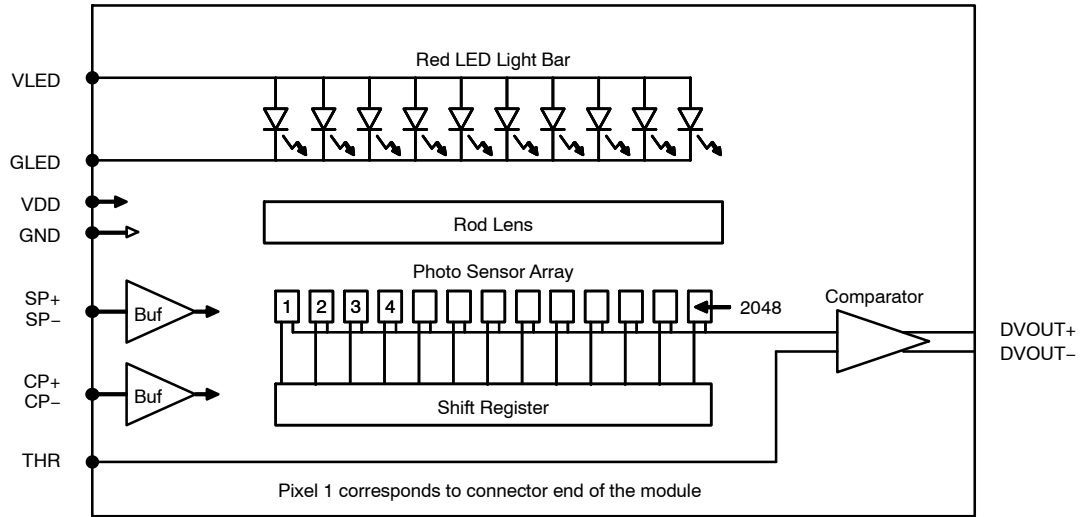 Red LED Light Bar
VLED
GLED
VDD
Rod Lens
GND
Photo Sensor Array
SP+
SP−
Buf
1 2 3 4
2048
Comparator
DVOUT+
DVOUT−
CP+
CP−
Buf
Shift Register
THR
Pixel 1 corresponds to connector end of the module